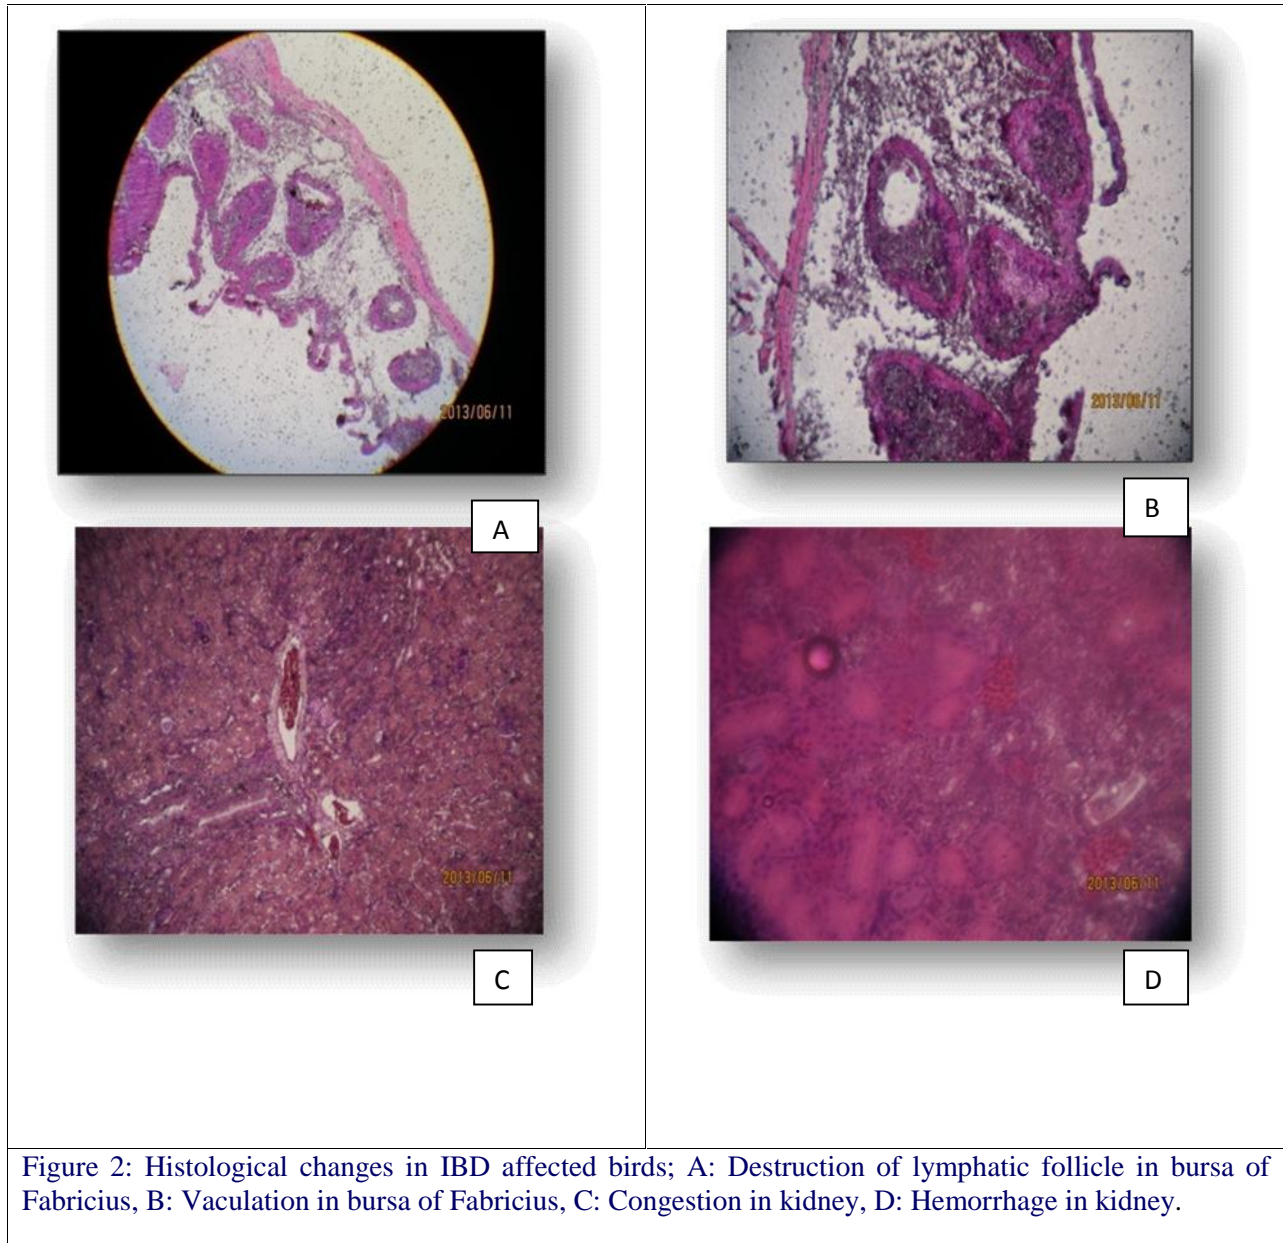 2013/06/11
A
2013/06/11
B
2013/06/11
C
2013/06/11
D
Figure 2: Histological changes in IBD affected birds; A: Destruction of lymphatic follicle in bursa of
Fabricius, B: Vaculation in bursa of Fabricius, C: Congestion in kidney, D: Hemorrhage in kidney.